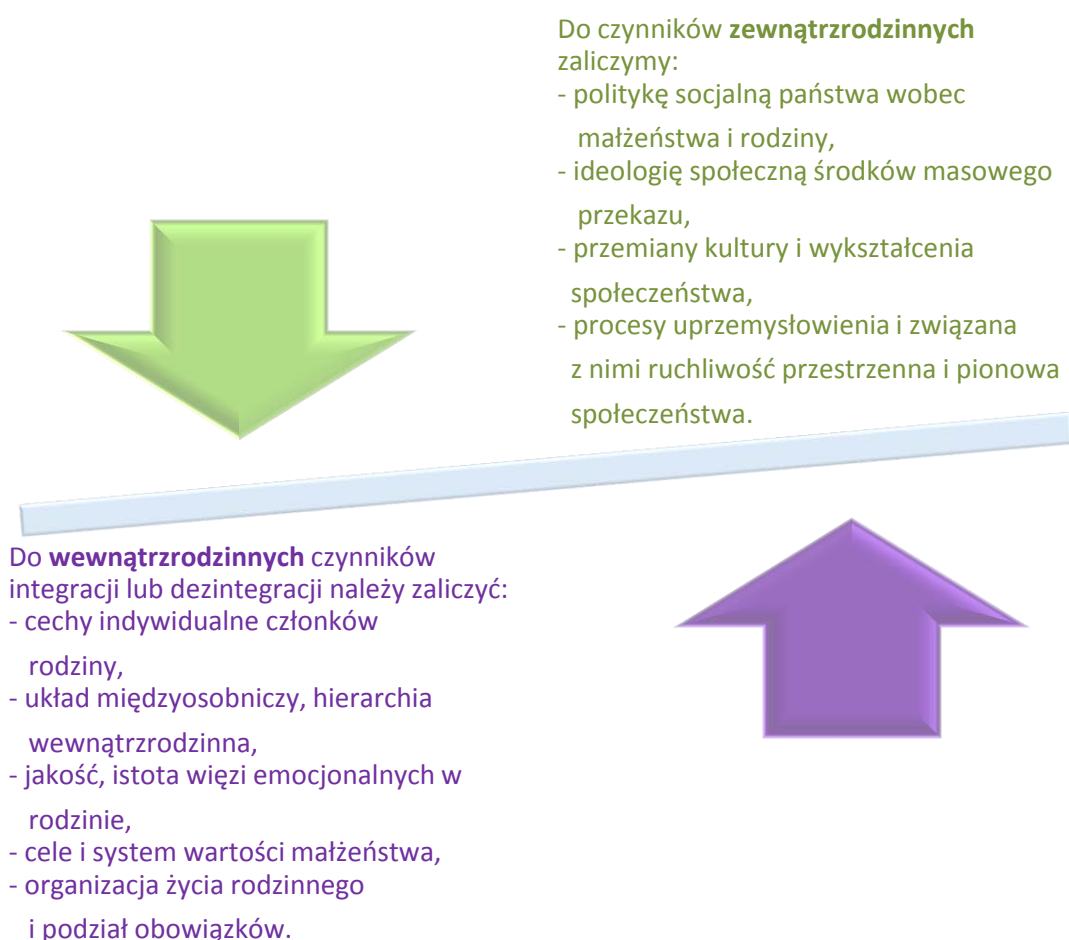 Do czynników zewnątrzrodzinnych
zaliczymy:
- politykę socjalną państwa wobec
małżeństwa i rodziny,
- ideologię społeczną środków masowego
przekazu,
- przemiany kultury i wykształcenia
społeczeństwa,
- procesy uprzemysłowienia i związana
z nimi ruchliwość przestrzenna i pionowa
społeczeństwa.
Do wewnątrzrodzinnych czynników
integracji lub dezintegracji należy zaliczyć:
- cechy indywidualne członków
rodziny,
- układ międzyosobniczy, hierarchia
wewnątrzrodzinna,
- jakość, istota więzi emocjonalnych w
rodzinie,
- cele i system wartości małżeństwa,
- organizacja życia rodzinnego
i podział obowiązków.